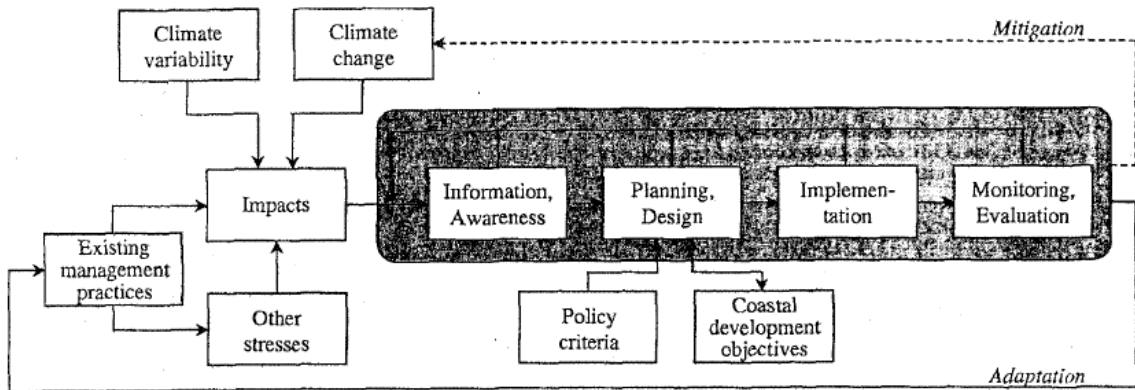 Climate
variability
Climate
change
Mitigation
Impacts
Information,
Awareness
Planning,
Design
Implemen-
tation
Monitoring,
Evaluation
Existing
management
practices
Other
stresses
Policy
criteria
Coastal
development
objectives
Adaptation